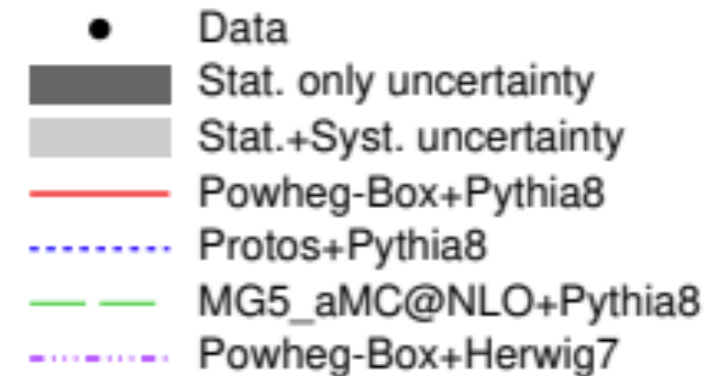 Data
Stat. only uncertainty
Stat.+Syst. uncertainty
Powheg-Box+Pythia8
Protos+Pythia8
MG5_aMC@NLO+Pythia8
Powheg-Box+Herwig7